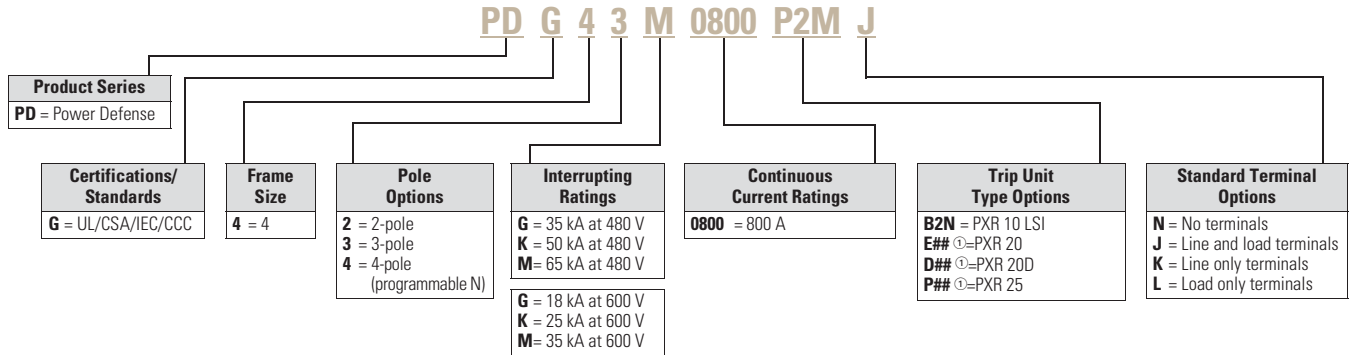 PD G 4 3 M 0800 P2M J
Product Series
PD = Power Defense
Certifications/
Standards
G = UL/CSA/IEC/CCC
Frame
Size
4 = 4
Pole
Options
2 = 2-pole
3 = 3-pole
4 = 4-pole
(programmable N)
Interrupting
Ratings
G = 35 kA at 480 V
K = 50 kA at 480 V
M= 65 kA at 480 V
G = 18 kA at 600 V
K = 25 kA at 600 V
M= 35 kA at 600 V
Continuous
Current Ratings
0800 = 800 A
Trip Unit
Type Options
B2N = PXR 10 LSI
E## ①=PXR 20
D## ①=PXR 20D
P## ①=PXR 25
Standard Terminal
Options
N = No terminals
J = Line and load terminals
K = Line only terminals
L = Load only terminals